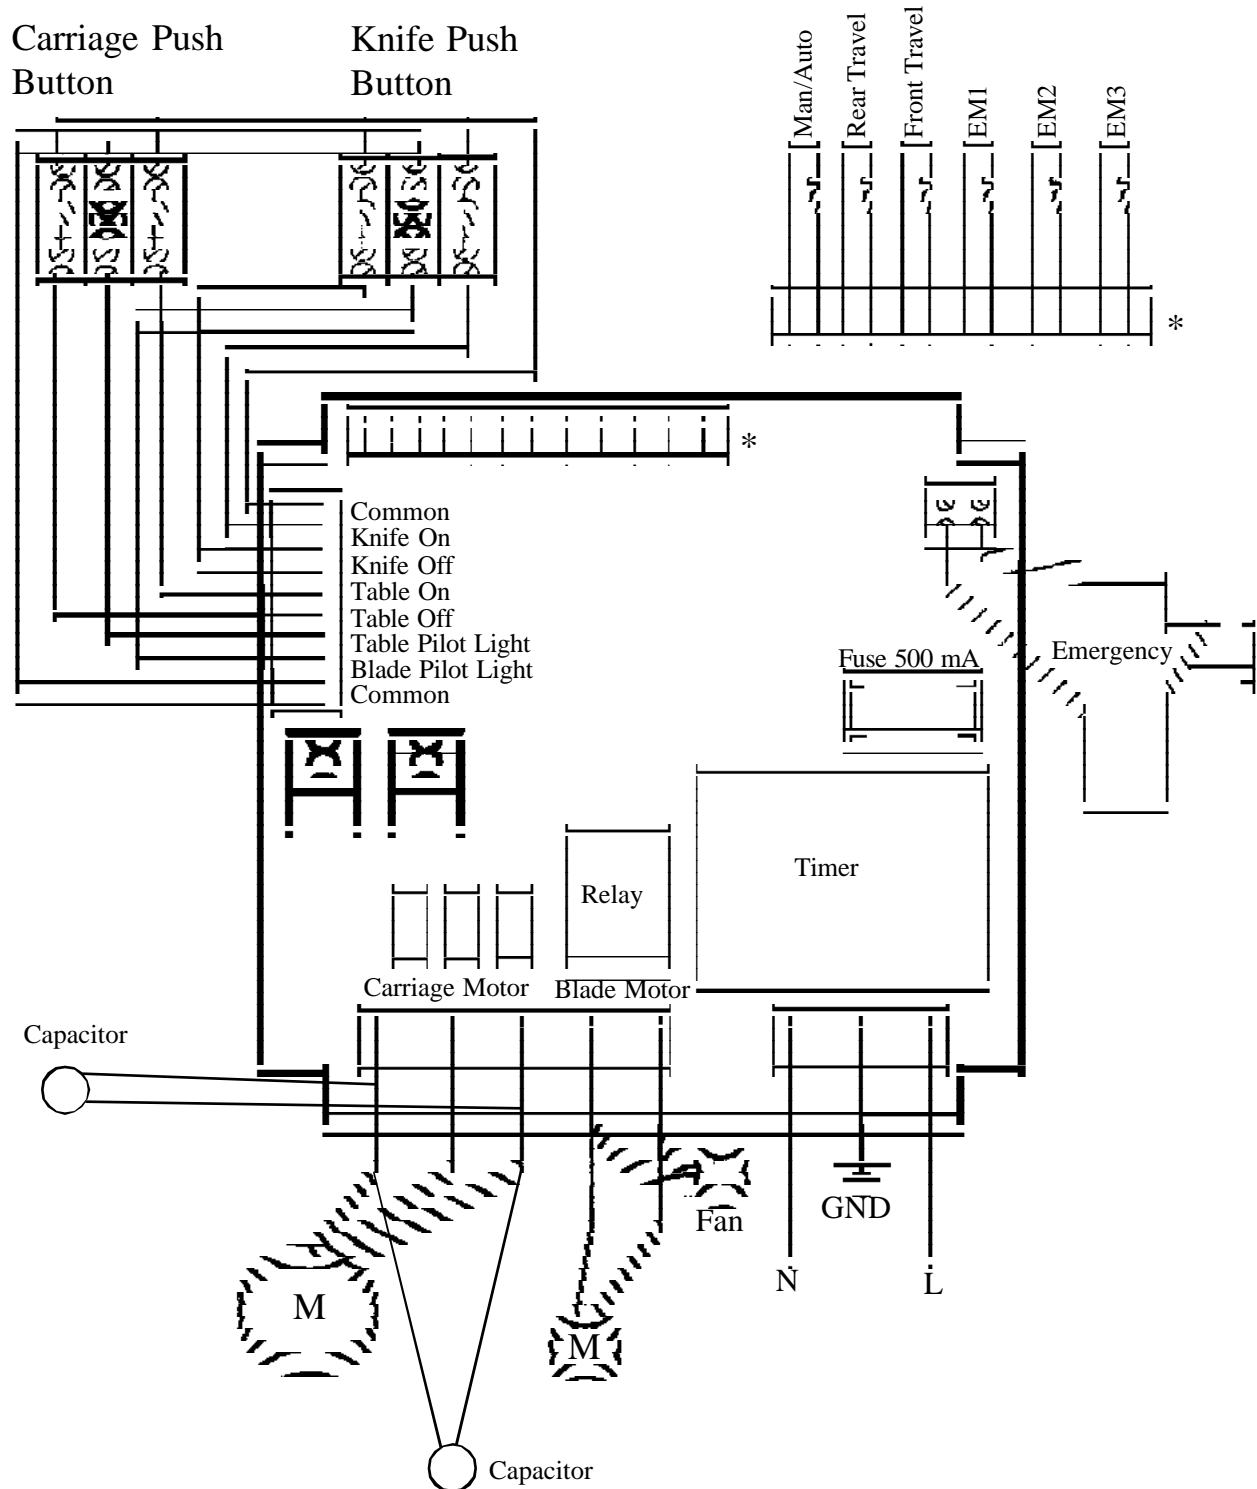 Carriage Push
Button
Knife Push
Button
Man/Auto
Rear Travel
Front Travel
EM1
EM2
EM3
*
*
Common
Knife On
Knife Off
Table On
Table Off
Table Pilot Light
Blade Pilot Light
Common
Fuse 500 mA
Emergency
Timer
Relay
Carriage Motor
Blade Motor
Capacitor
Fan
GND
N
L
M
M
Capacitor